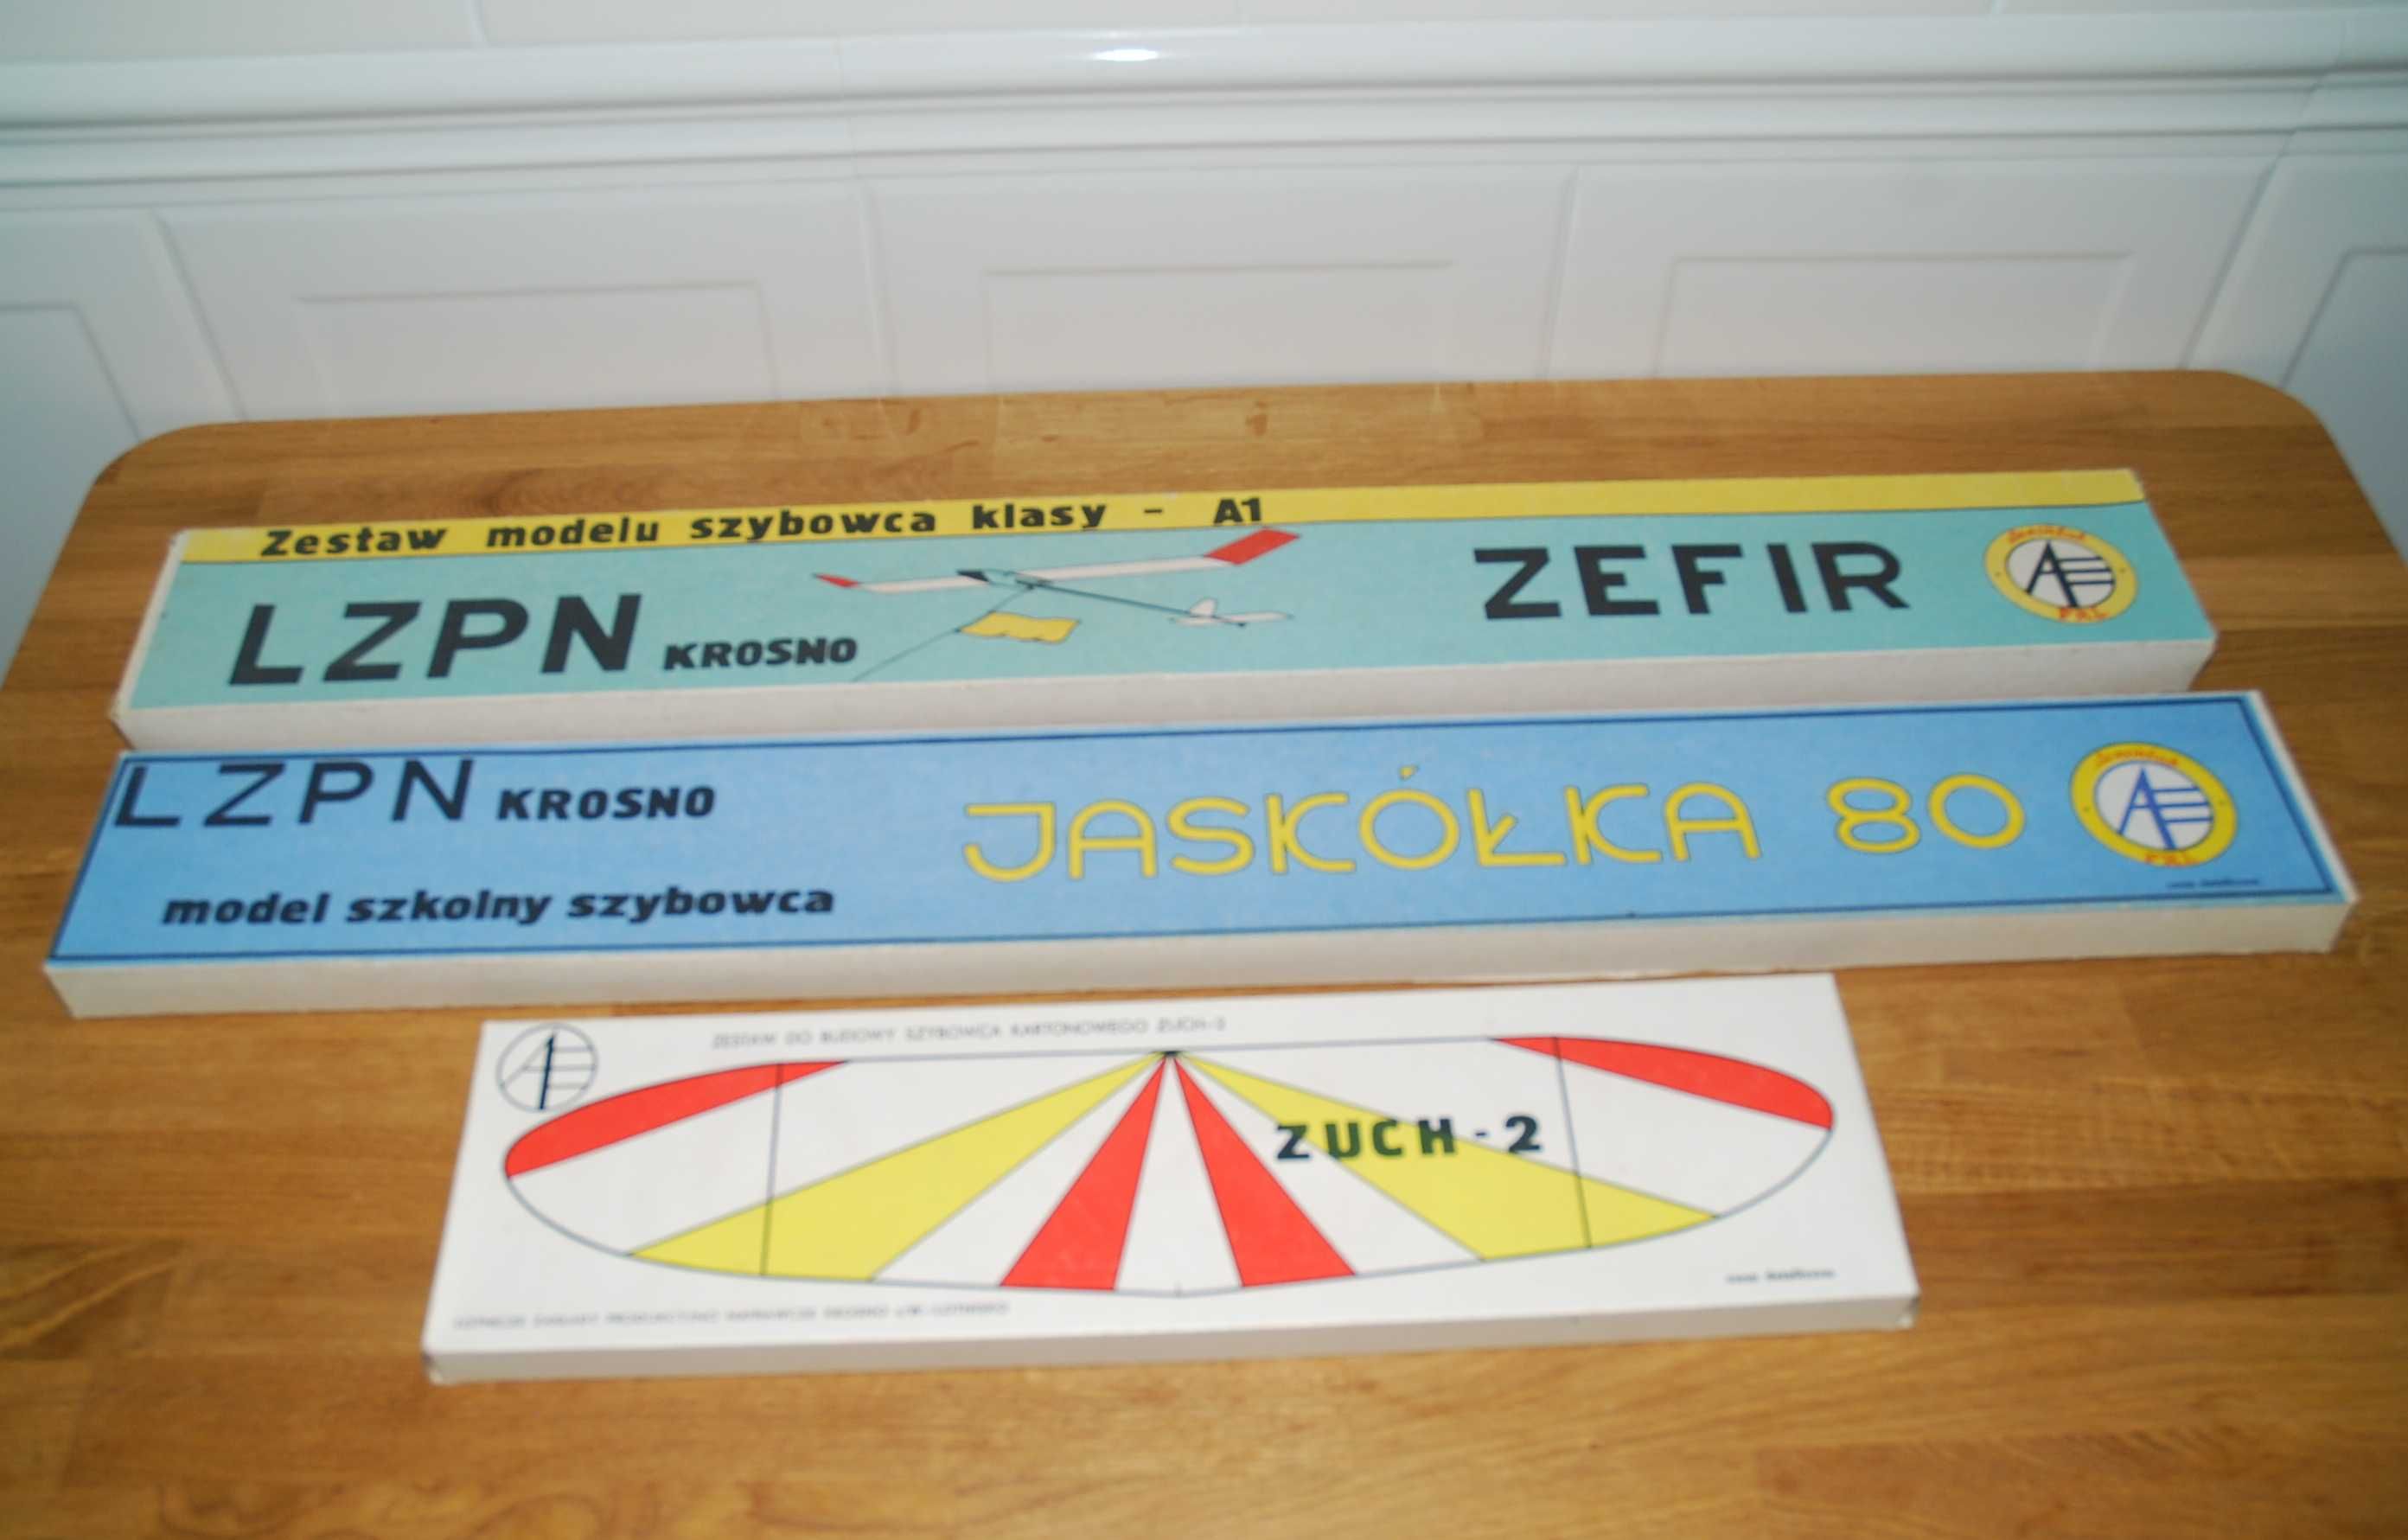 Zestaw modelu szybowca klasy - A1
LZPN KROSNO
ZEFIR
LZPN KROSNO
JASKÓŁKA 80
model szkolny szybowca
ZESTAW DO BUDOWY SZYBOWCA KARTONOWEGO ZUCH-2
ZUCH-2